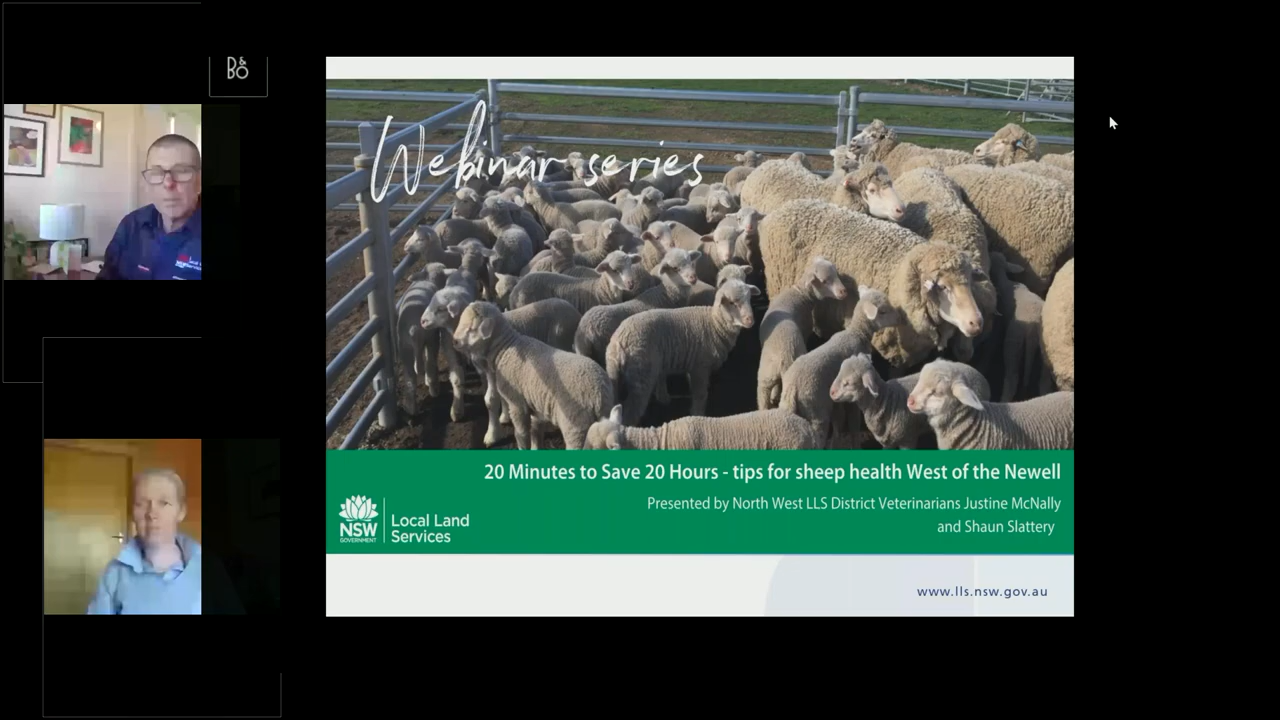 D&
BO
Webinar series
20 Minutes to Save 20 Hours - tips for sheep health West of the Newell
Presented by North West LLS District Veterinarians Justine McNally
and Shaun Slattery
NSW
GOVERNMENT
Local Land
Services
www.lls.nsw.gov.au